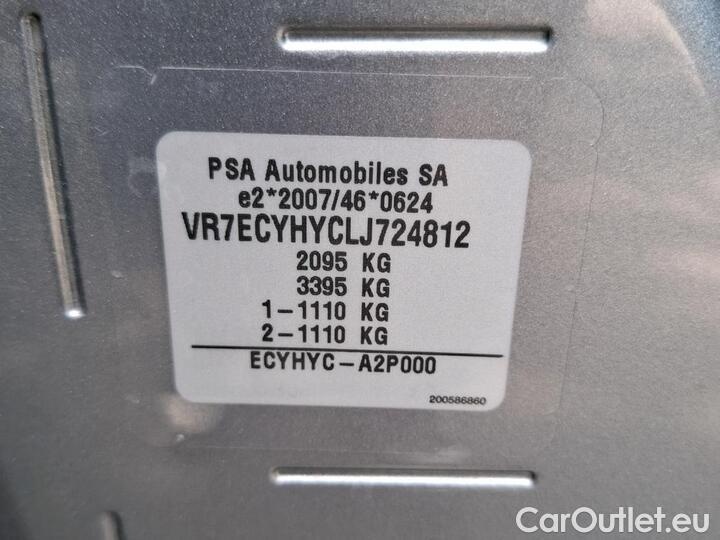 PSA Automobiles SA
e2*2007/46*0624
VR7ECYHYCLJ724812
2095 KG
3395 KG
1-1110 KG
2-1110 KG
ECYHYC-A2P000
200586860
CarOutlet.eu